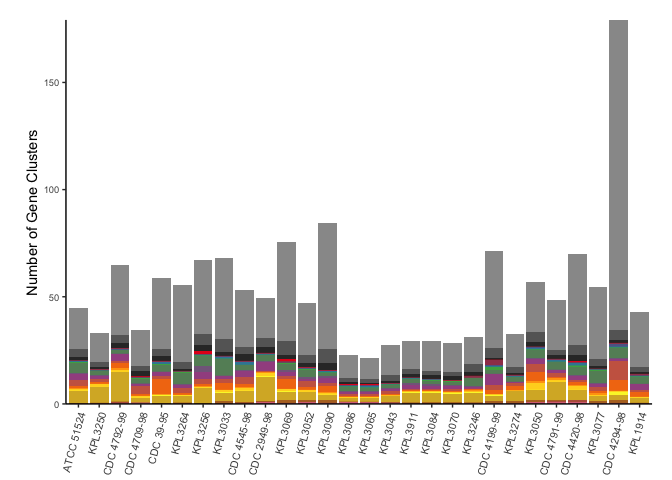 Number of Gene Clusters
150
100
50
0
ATCC 51524
KPL3250
CDC 4792-99
CDC 4709-98
CDC 39-95
KPL3264
KPL3256
KPL3033
CDC 4545-98
CDC 2949-98
KPL3069
KPL3052
KPL3090
KPL3086
KPL3065
KPL3043
KPL3911
KPL3084
KPL3070
KPL3246
CDC 4199-99
KPL3274
KPL3050
CDC 4791-99
CDC 4420-98
KPL3077
CDC 4294-98
KPL1914